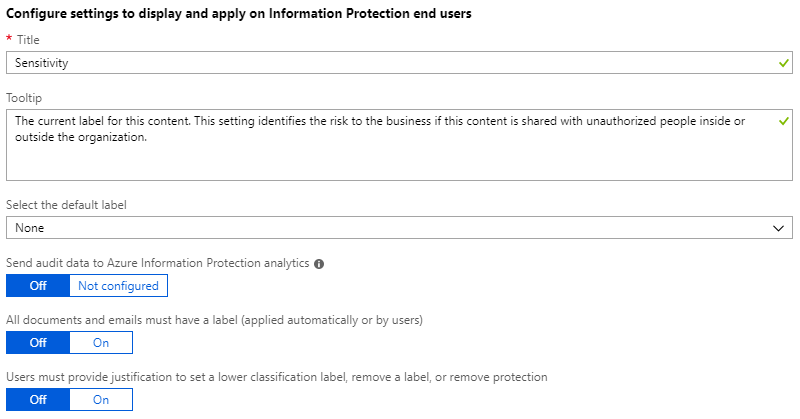 Configure settings to display and apply on Information Protection end users
* Title
Sensitivity
Tooltip
The current label for this content. This setting identifies the risk to the business if this content is shared with unauthorized people inside or
outside the organization.
Select the default label
None
Send audit data to Azure Information Protection analytics
Off Not configured
All documents and emails must have a label (applied automatically or by users)
Off On
Users must provide justification to set a lower classification label, remove a label, or remove protection
Off On